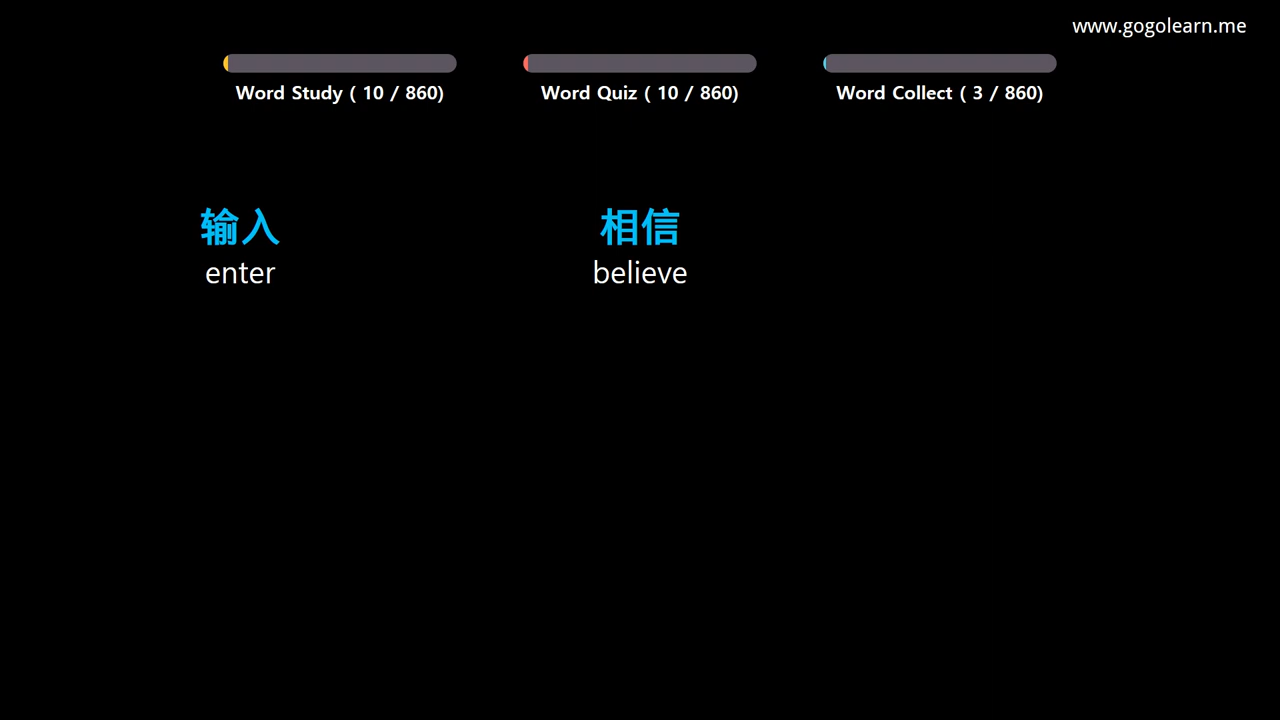 www.gogolearn.me
Word Study ( 10 / 860)
Word Quiz ( 10 / 860)
Word Collect ( 3 / 860)
输入
enter
相信
believe